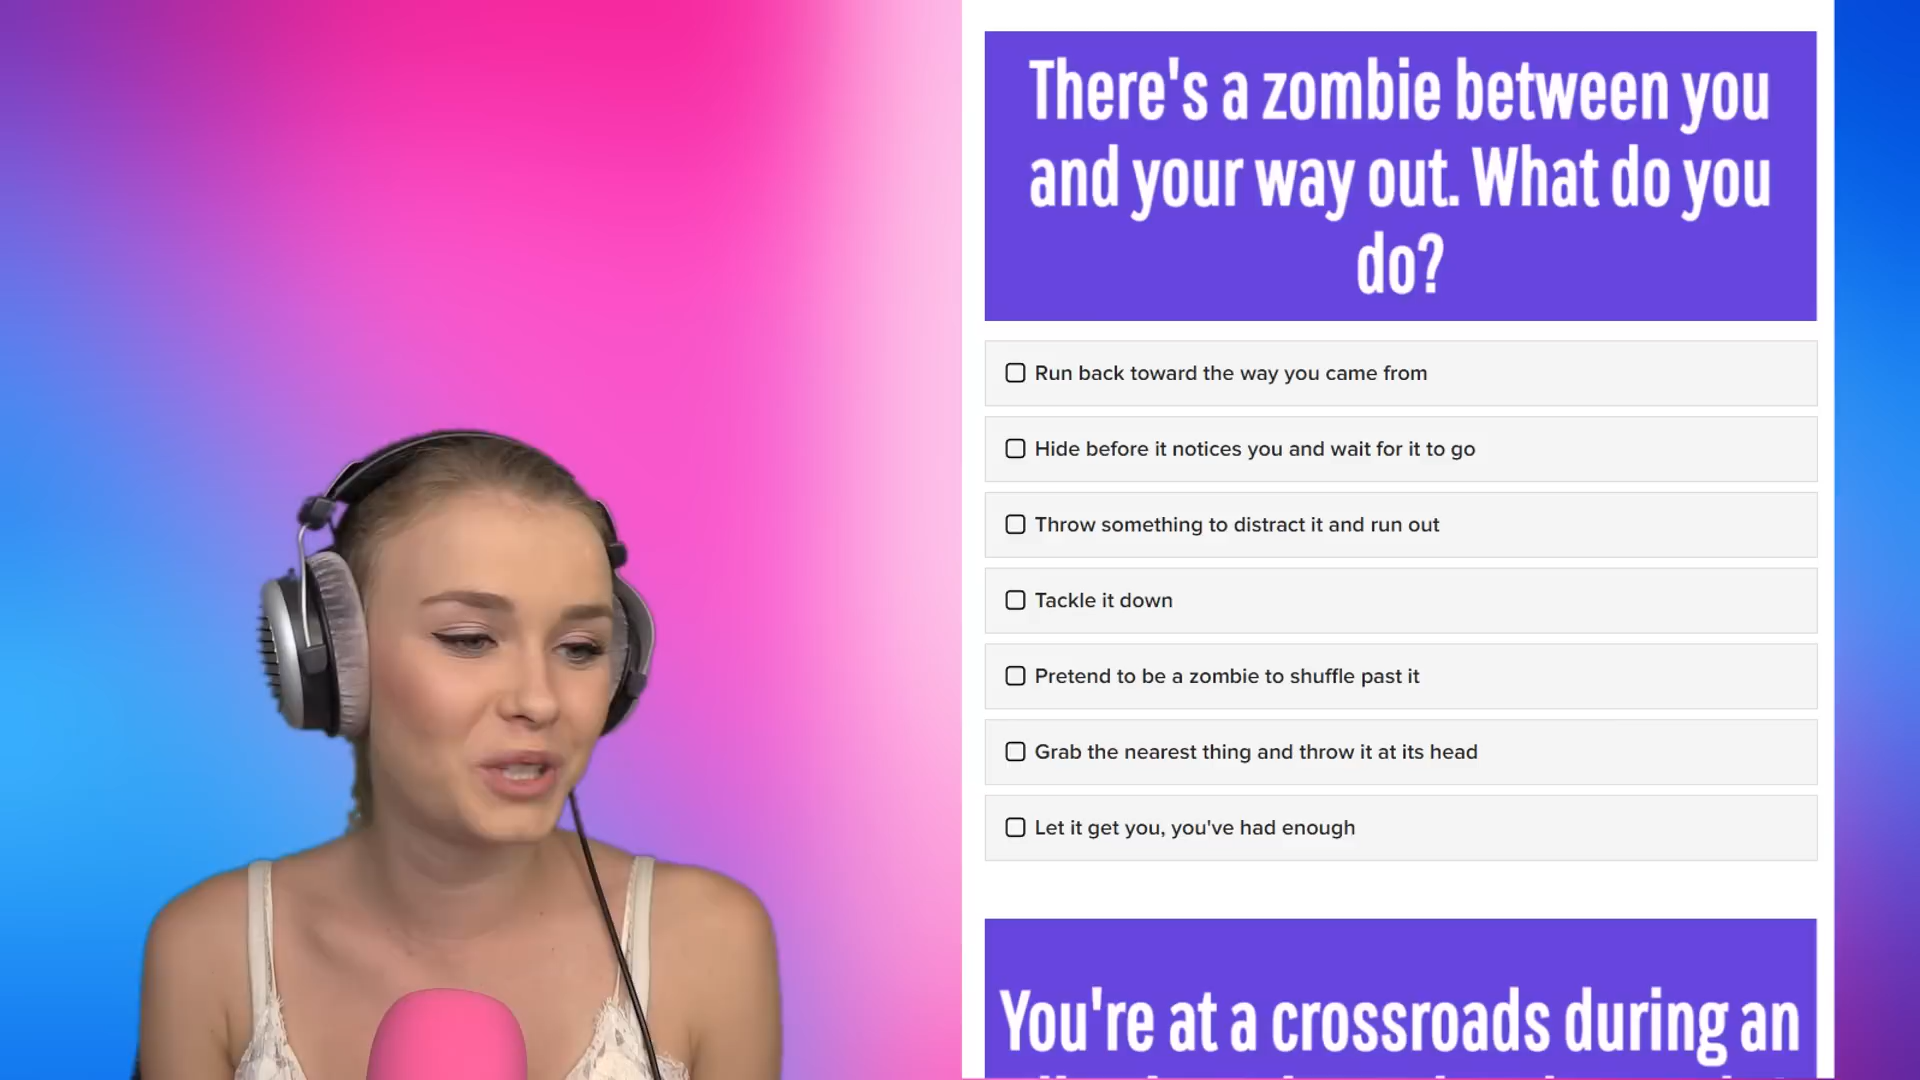 There's a zombie between you
and your way out. What do you
do?
Run back toward the way you came from
Hide before it notices you and wait for it to go
Throw something to distract it and run out
Tackle it down
Pretend to be a zombie to shuffle past it
Grab the nearest thing and throw it at its head
Let it get you, you've had enough
You're at a crossroads during an